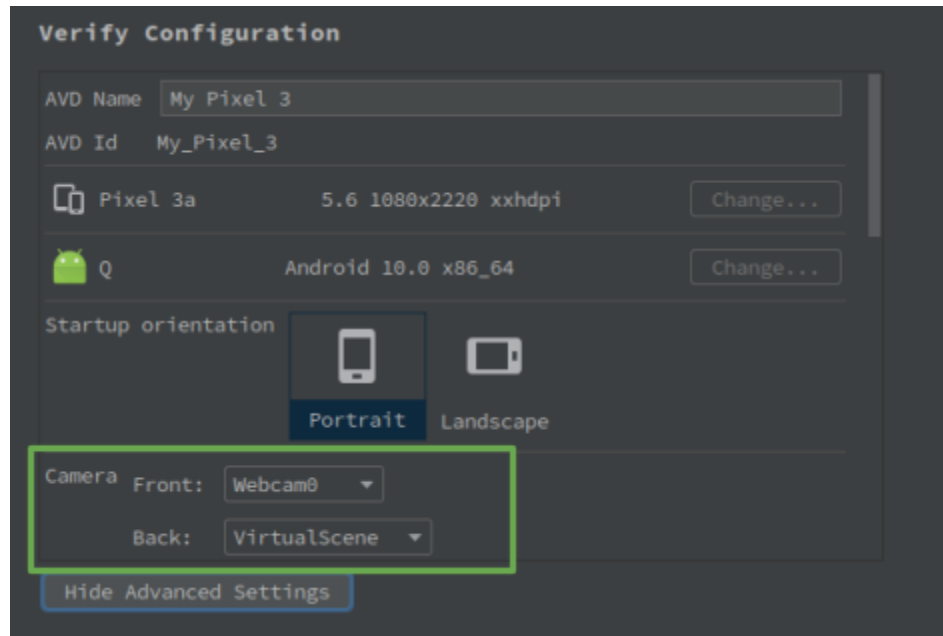 Verify Configuration
AVD Name My Pixel 3
AVD Id My_Pixel_3
Pixel 3a 5.6 1080x2220 xxhdpi Change...
Q Android 10.0 x86_64 Change...
Startup orientation
Portrait Landscape
Camera Front: Webcam0
Back: VirtualScene
Hide Advanced Settings